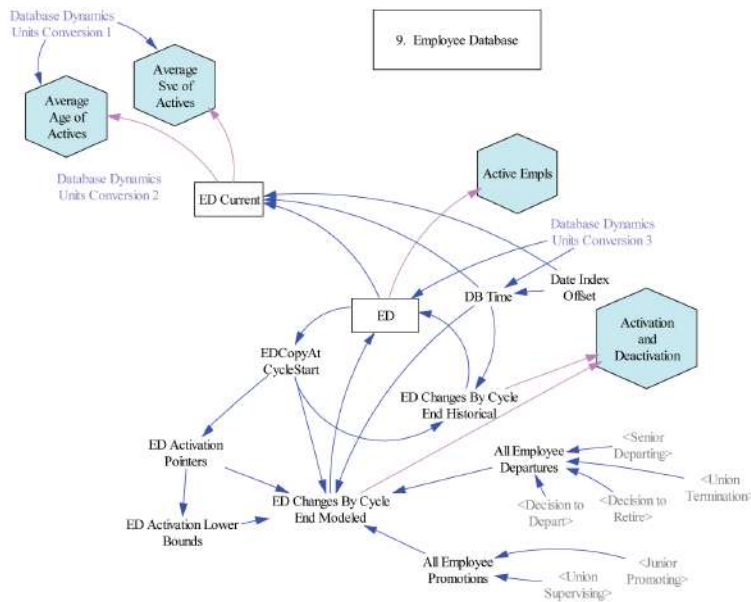 Database Dynamics
Units Conversion 1
9. Employee Database
Average
Svc of
Actives
Average
Age of
Actives
Database Dynamics
Units Conversion 2
ED Current
Active Empls
Database Dynamics
Units Conversion 3
DB Time
Date Index
Offset
ED
Activation
and
Deactivation
EDCopyAt
CycleStart
ED Changes By Cycle
End Historical
ED Activation
Pointers
All Employee
Departures
<Senior
Departing>
<Union
Termination>
ED Changes By Cycle
End Modeled
<Decision to
Depart>
<Decision to
Retire>
ED Activation Lower
Bounds
All Employee
Promotions
<Junior
Promoting>
<Union
Supervising>